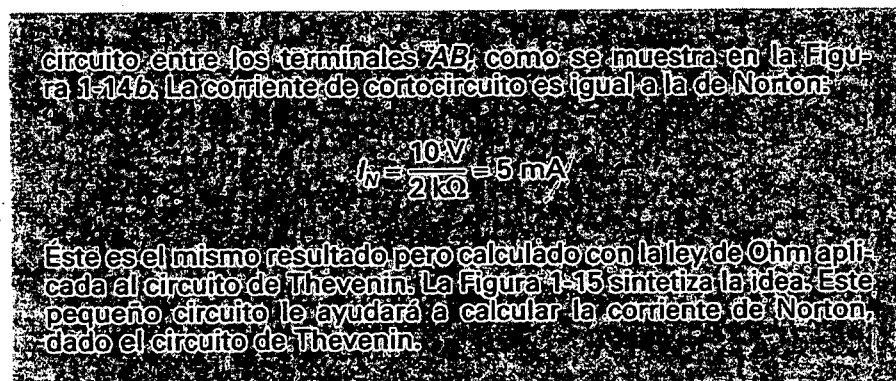 circuito entre los terminales AB, como se muestra en la Figu-
ra 1-14b. La corriente de cortocircuito es igual a la de Norton:
I_N = 10 V / 2 kΩ = 5 mA
Éste es el mismo resultado pero calculado con la ley de Ohm apli-
cada al circuito de Thevenin. La Figura 1-15 sintetiza la idea. Este
pequeño circuito le ayudará a calcular la corriente de Norton,
dado el circuito de Thevenin.